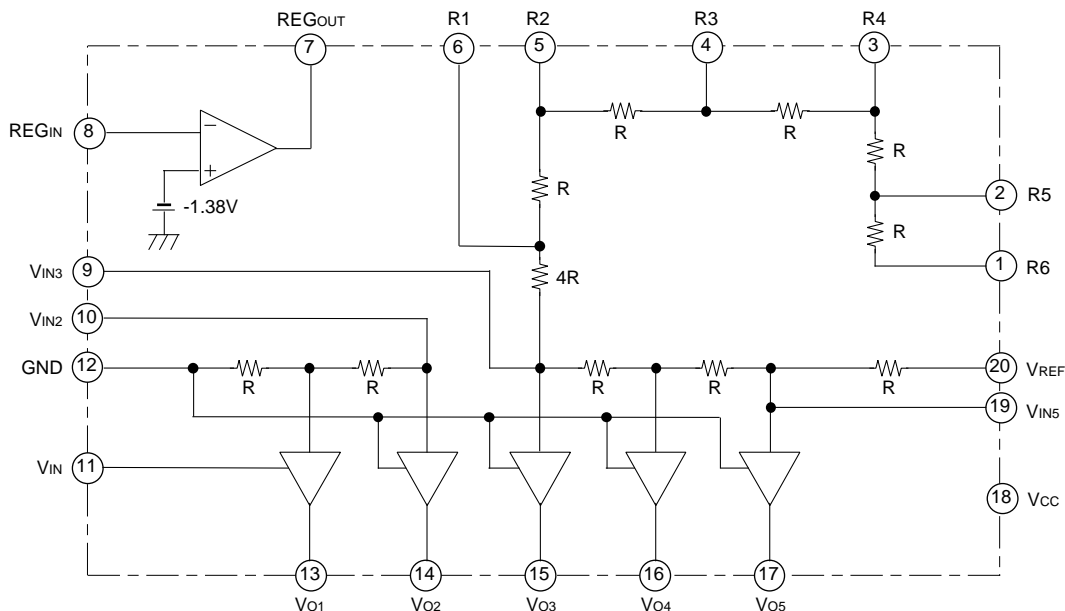 REGOUT R1 R2 R3 R4
7 6 5 4 3
REGIN 8 − R R
+ R
-1.38V R 2 R5
R
VIN3 9 4R 1 R6
VIN2 10
GND 12 R R R R R 20 VREF
19 VIN5
VIN 11
18 VCC
13 14 15 16 17
VO1 VO2 VO3 VO4 VO5